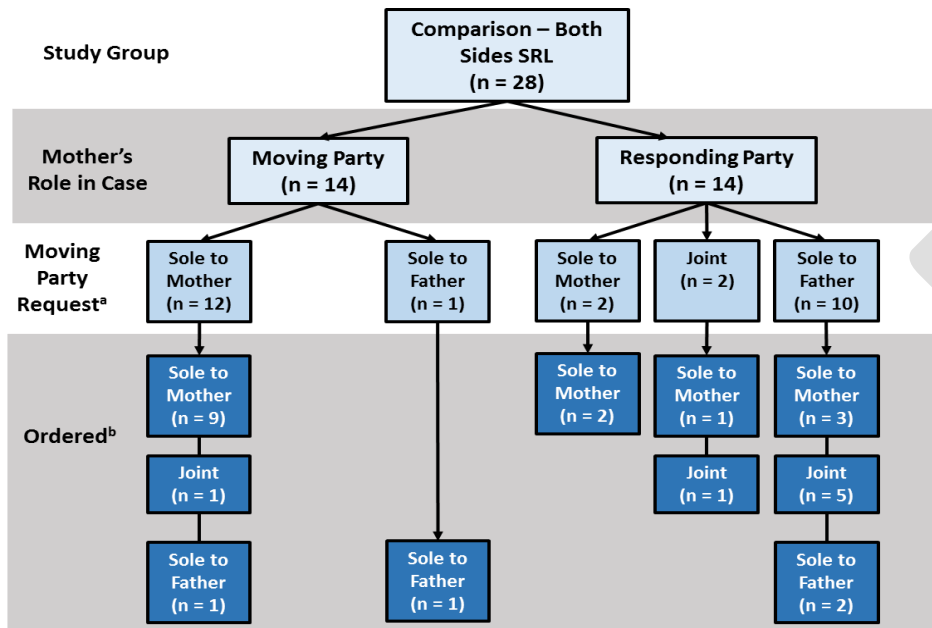 Study Group
Comparison – Both
Sides SRL
(n = 28)
Mother's
Role in Case
Moving Party
(n = 14)
Responding Party
(n = 14)
Moving
Party
Requestᵃ
Sole to
Mother
(n = 12)
Sole to
Father
(n = 1)
Sole to
Mother
(n = 2)
Joint
(n = 2)
Sole to
Father
(n = 10)
Orderedᵇ
Sole to
Mother
(n = 9)
Joint
(n = 1)
Sole to
Father
(n = 1)
Sole to
Father
(n = 1)
Sole to
Mother
(n = 2)
Sole to
Mother
(n = 1)
Joint
(n = 1)
Sole to
Mother
(n = 3)
Joint
(n = 5)
Sole to
Father
(n = 2)